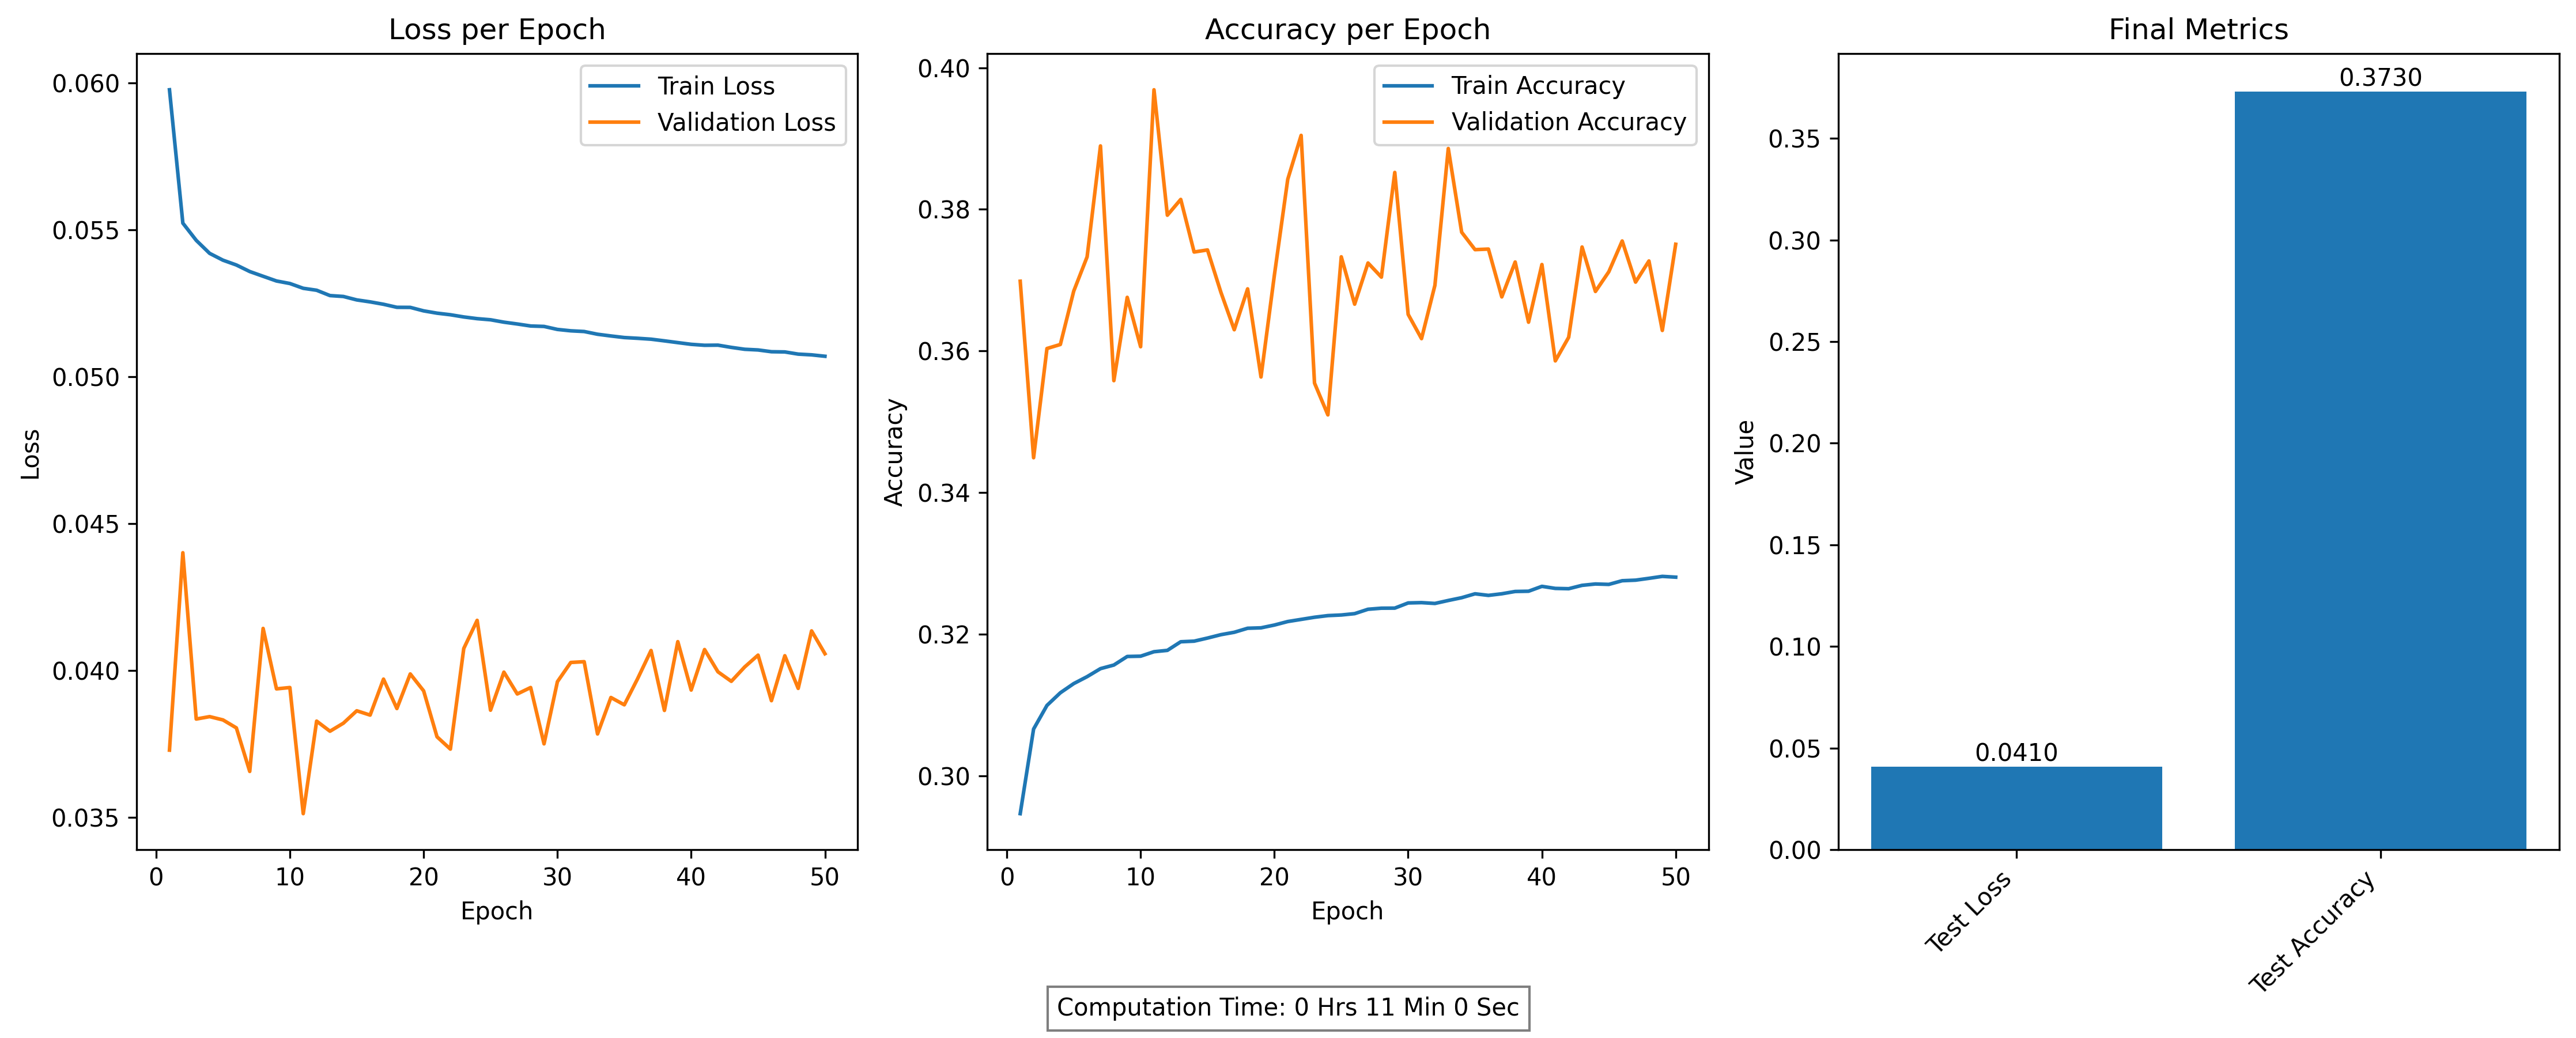 Loss per Epoch
0.060
0.055
0.050
0.045
0.040
0.035
Loss
0 10 20 30 40 50
Epoch
Train Loss
Validation Loss
Accuracy per Epoch
0.40
0.38
0.36
0.34
0.32
0.30
Accuracy
0 10 20 30 40 50
Epoch
Train Accuracy
Validation Accuracy
Final Metrics
0.35
0.30
0.25
0.20
0.15
0.10
0.05
0.00
Value
0.0410
0.3730
Test Loss
Test Accuracy
Computation Time: 0 Hrs 11 Min 0 Sec